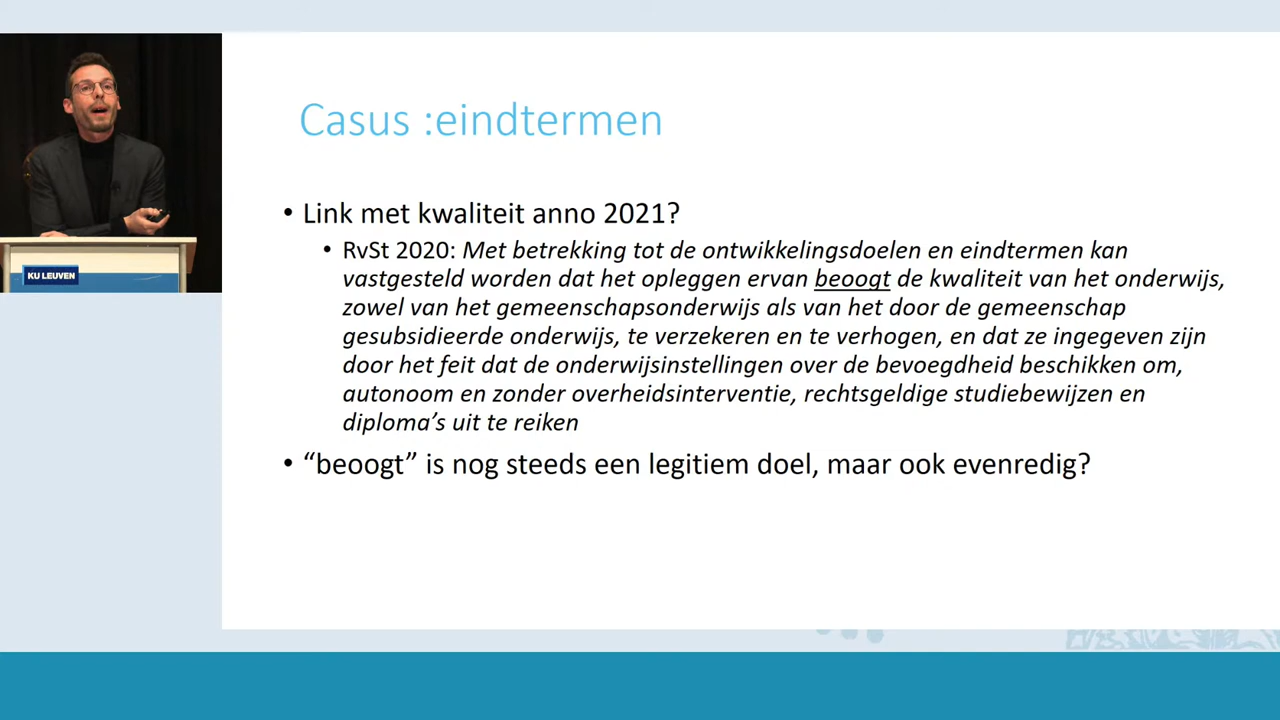 Casus :eindtermen
• Link met kwaliteit anno 2021?
• RvSt 2020: Met betrekking tot de ontwikkelingsdoelen en eindtermen kan
vastgesteld worden dat het opleggen ervan beoogt de kwaliteit van het onderwijs,
zowel van het gemeenschapsonderwijs als van het door de gemeenschap
gesubsidieerde onderwijs, te verzekeren en te verhogen, en dat ze ingegeven zijn
door het feit dat de onderwijsinstellingen over de bevoegdheid beschikken om,
autonoom en zonder overheidsinterventie, rechtsgeldige studiebewijzen en
diploma’s uit te reiken
• “beoogt” is nog steeds een legitiem doel, maar ook evenredig?
KU LEUVEN